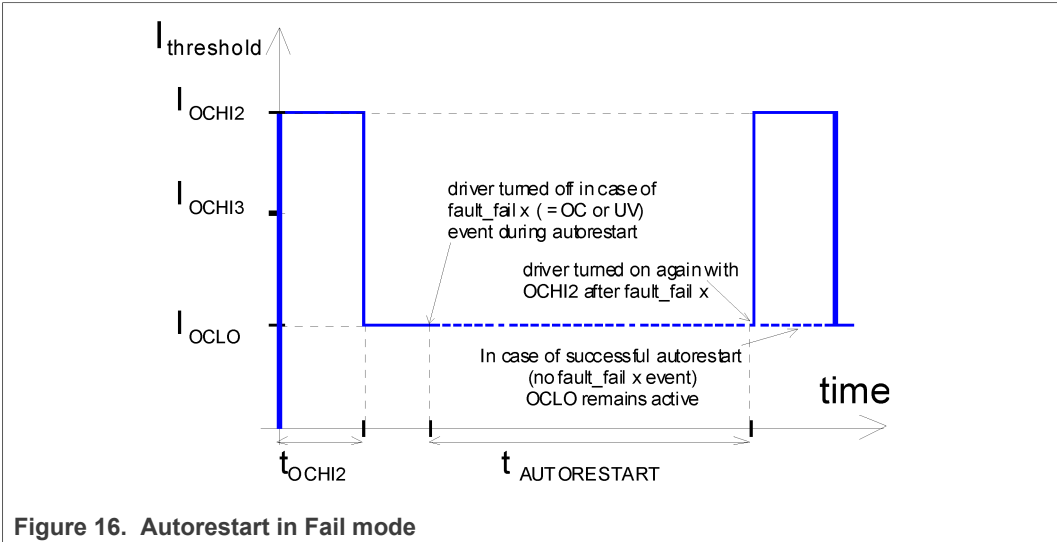 I threshold
I OCHI2
I OCHI3
driver turned off in case of
fault_fail x ( = OC or UV)
event during autorestart
driver turned on again with
OCHI2 after fault_fail x
I OCLO
In case of successful autorestart
(no fault_fail x event)
OCLO remains active
time
t OCHI2
t AUTORESTART
Figure 16. Autorestart in Fail mode